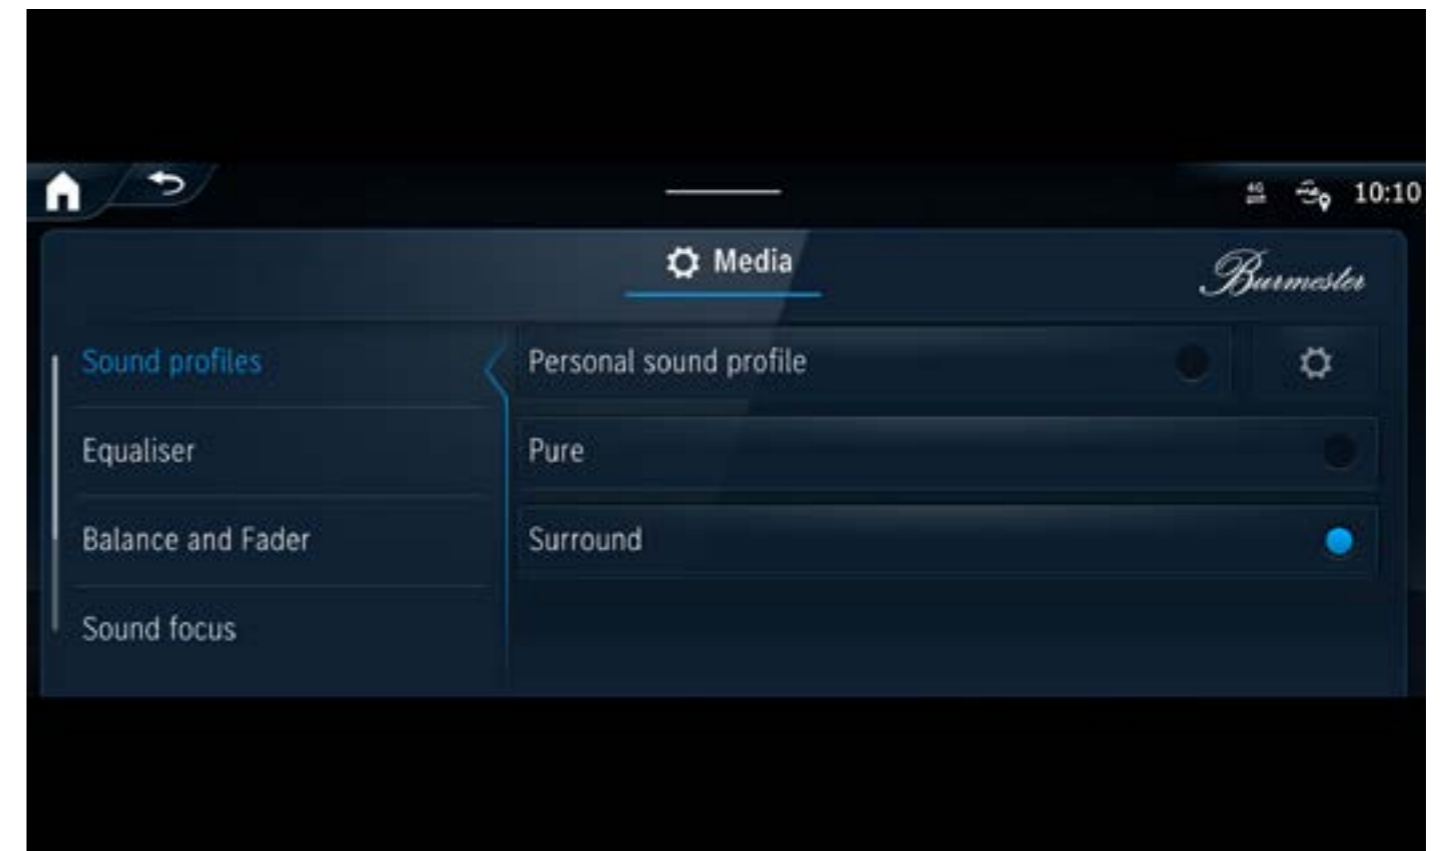 10:10
Media
Burmester
Sound profiles
Personal sound profile
Equaliser
Pure
Balance and Fader
Surround
Sound focus